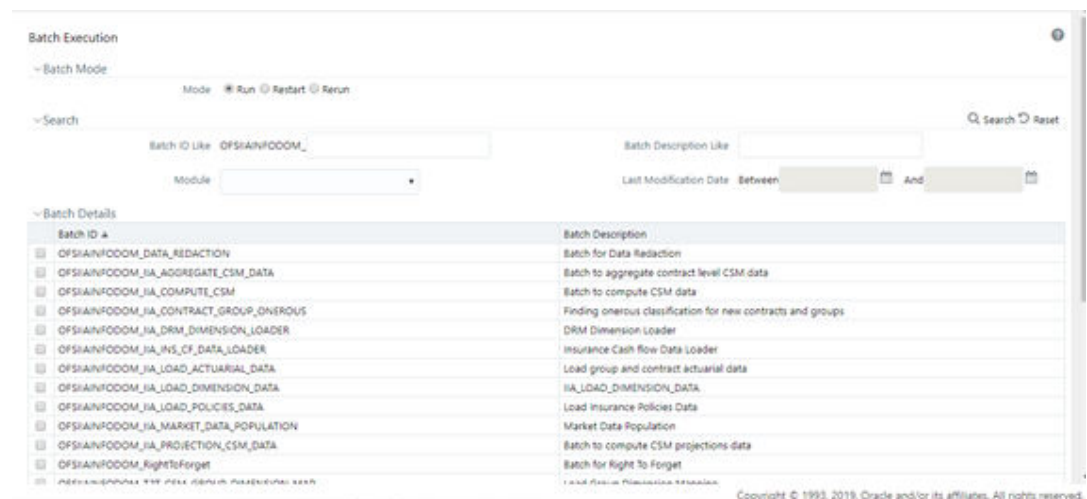 Batch Execution
Batch Mode
Mode Run Restart Rerun
Search Search Reset
Batch ID Like OFSIIAINFODOM_ Batch Description Like
Module Last Modification Date Between And
Batch Details
Batch ID Batch Description
OFSIIAINFODOM_DATA_REDACTION Batch for Data Redaction
OFSIIAINFODOM_IIA_AGGREGATE_CSM_DATA Batch to aggregate contract level CSM data
OFSIIAINFODOM_IIA_COMPUTE_CSM Batch to compute CSM data
OFSIIAINFODOM_IIA_CONTRACT_GROUP_ONEROUS Finding onerous classification for new contracts and groups
OFSIIAINFODOM_IIA_DRM_DIMENSION_LOADER DRM Dimension Loader
OFSIIAINFODOM_IIA_INS_CF_DATA_LOADER Insurance Cash flow Data Loader
OFSIIAINFODOM_IIA_LOAD_ACTUARIAL_DATA Load group and contract actuarial data
OFSIIAINFODOM_IIA_LOAD_DIMENSION_DATA IIA_LOAD_DIMENSION_DATA
OFSIIAINFODOM_IIA_LOAD_POLICIES_DATA Load Insurance Policies Data
OFSIIAINFODOM_IIA_MARKET_DATA_POPULATION Market Data Population
OFSIIAINFODOM_IIA_PROJECTION_CSM_DATA Batch to compute CSM projections data
OFSIIAINFODOM_RightToForget Batch for Right To Forget
OFSIIAINFODOM_T2T_CSM_GROUP_DIMENSION_MAP Load Group Dimension Mapping
Copyright © 1993, 2019, Oracle and/or its affiliates. All rights reserved.